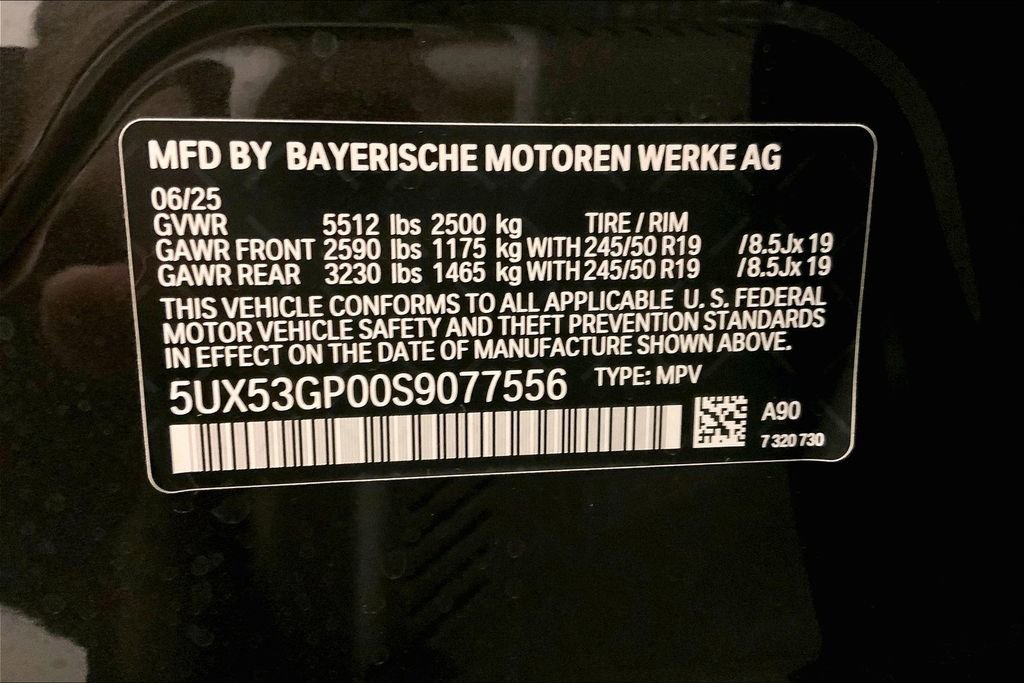 MFD BY BAYERISCHE MOTOREN WERKE AG
06/25
GVWR 5512 lbs 2500 kg TIRE / RIM
GAWR FRONT 2590 lbs 1175 kg WITH 245/50 R19 /8.5Jx 19
GAWR REAR 3230 lbs 1465 kg WITH 245/50 R19 /8.5Jx 19
THIS VEHICLE CONFORMS TO ALL APPLICABLE U. S. FEDERAL
MOTOR VEHICLE SAFETY AND THEFT PREVENTION STANDARDS
IN EFFECT ON THE DATE OF MANUFACTURE SHOWN ABOVE.
5UX53GP00S9077556 TYPE: MPV
A90
7 320 730